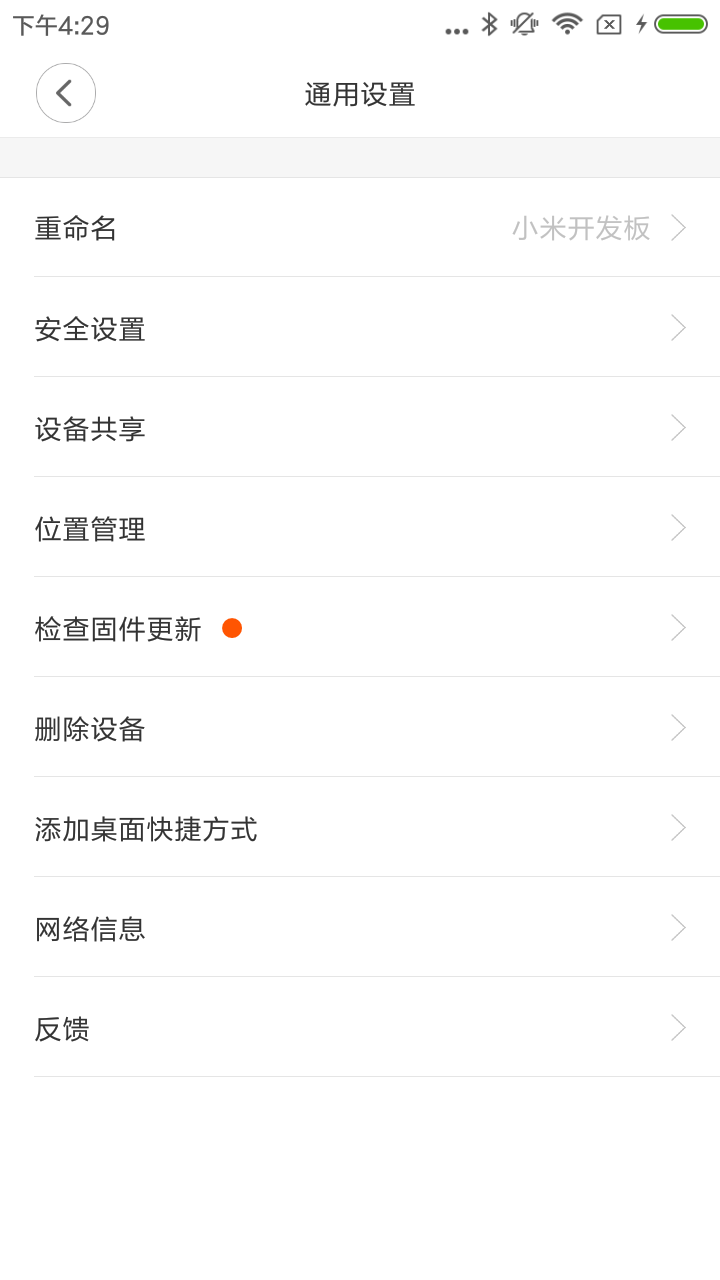 下午4:29
通用设置
重命名 小米开发板
安全设置
设备共享
位置管理
检查固件更新
删除设备
添加桌面快捷方式
网络信息
反馈